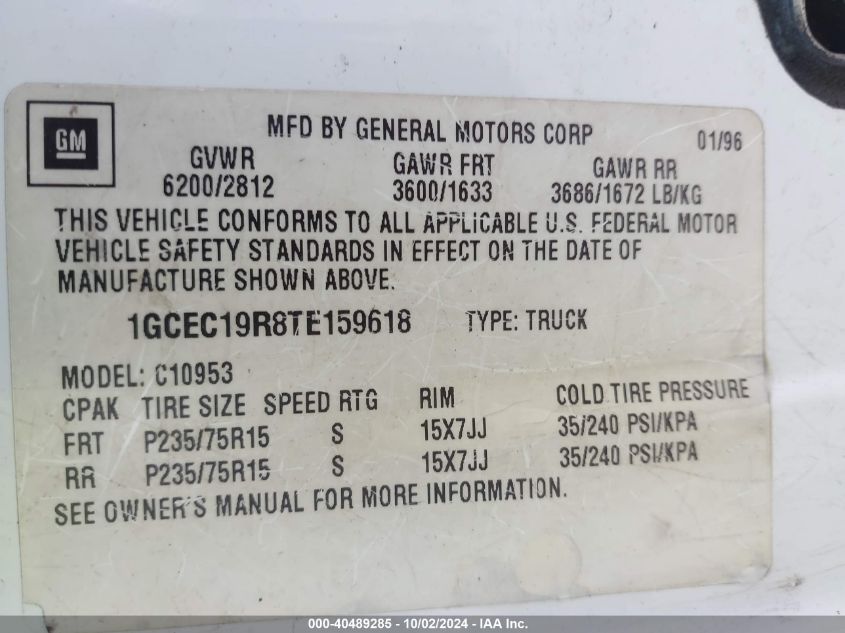 GM
MFD BY GENERAL MOTORS CORP 01/96
GVWR GAWR FRT GAWR RR
6200/2812 3600/1633 3686/1672 LB/KG
THIS VEHICLE CONFORMS TO ALL APPLICABLE U.S. FEDERAL MOTOR
VEHICLE SAFETY STANDARDS IN EFFECT ON THE DATE OF
MANUFACTURE SHOWN ABOVE.
1GCEC19R8TE159618 TYPE: TRUCK
MODEL: C10953
CPAK TIRE SIZE SPEED RTG RIM COLD TIRE PRESSURE
FRT P235/75R15 S 15X7JJ 35/240 PSI/KPA
RR P235/75R15 S 15X7JJ 35/240 PSI/KPA
SEE OWNER'S MANUAL FOR MORE INFORMATION.
000-40489285 - 10/02/2024 - IAA Inc.